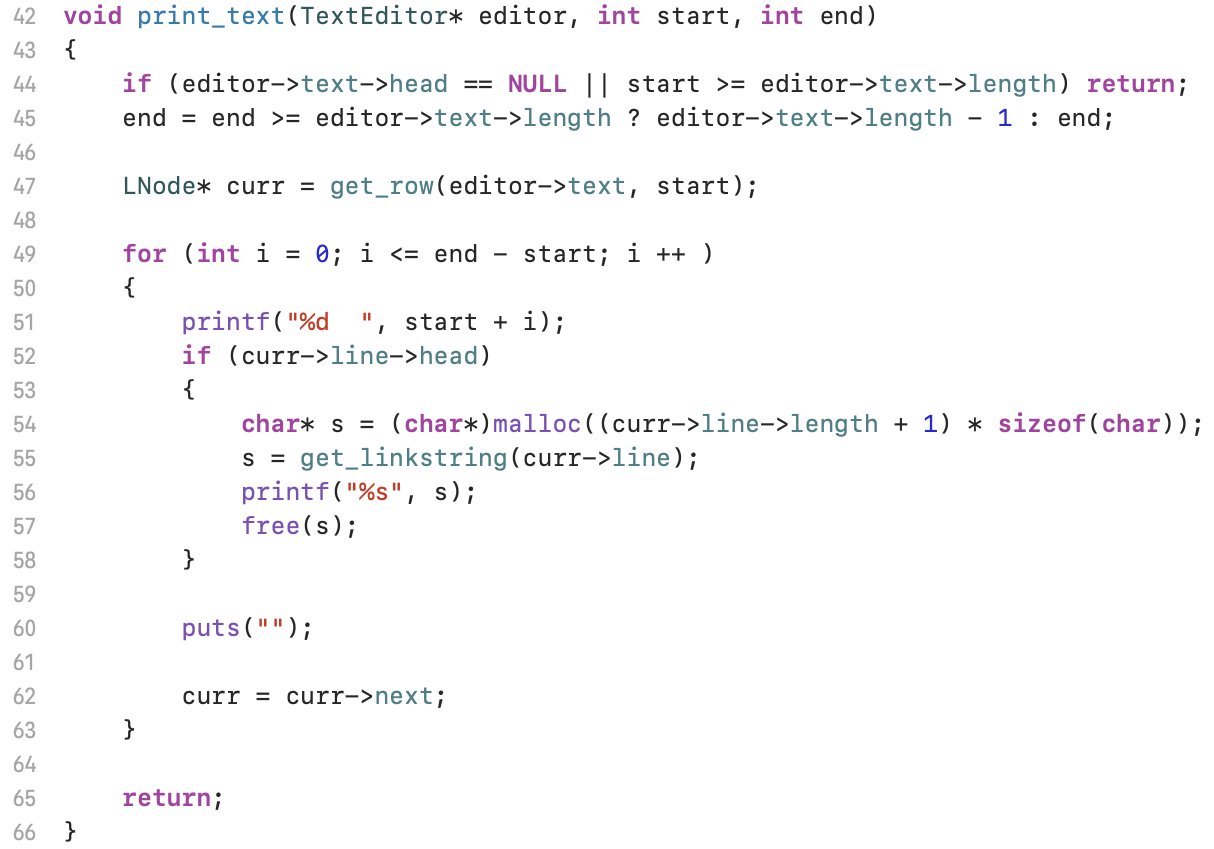 42 void print_text(TextEditor* editor, int start, int end)
43 {
44     if (editor->text->head == NULL || start >= editor->text->length) return;
45     end = end >= editor->text->length ? editor->text->length - 1 : end;
46
47     LNode* curr = get_row(editor->text, start);
48
49     for (int i = 0; i <= end - start; i ++ )
50     {
51         printf("%d  ", start + i);
52         if (curr->line->head)
53         {
54             char* s = (char*)malloc((curr->line->length + 1) * sizeof(char));
55             s = get_linkstring(curr->line);
56             printf("%s", s);
57             free(s);
58         }
59
60         puts("");
61
62         curr = curr->next;
63     }
64
65     return;
66 }